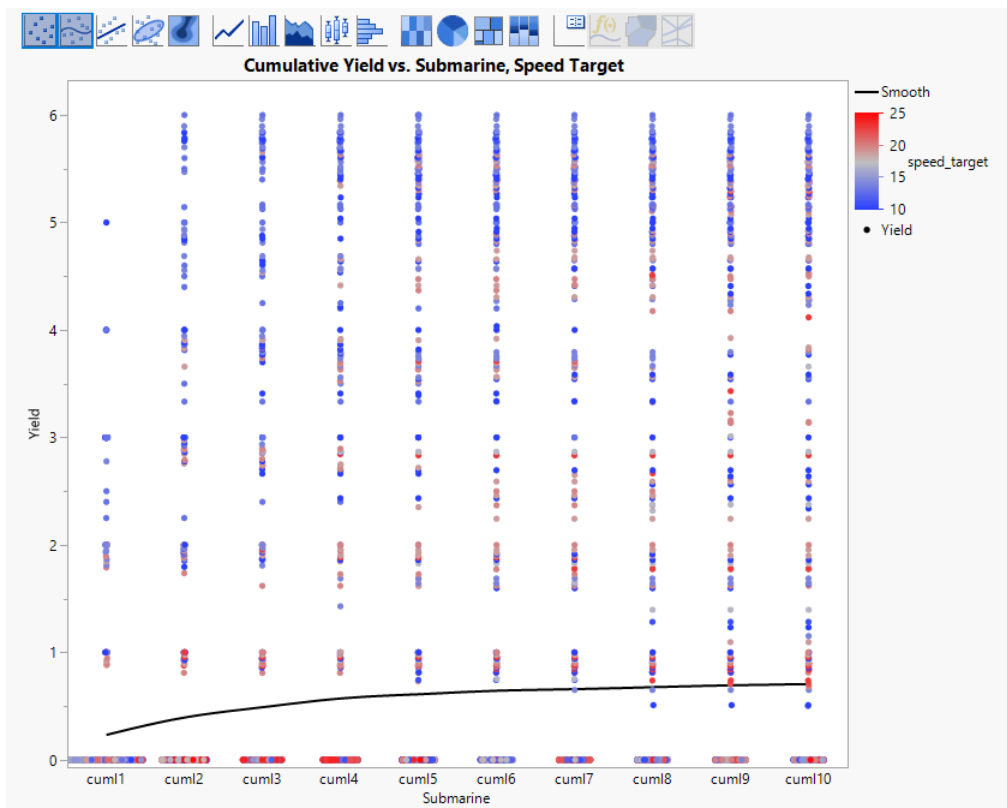 f(x)
Cumulative Yield vs. Submarine, Speed Target
Smooth
25
20
15
10
speed_target
Yield
6
5
4
3
2
1
0
Yield
cuml1 cuml2 cuml3 cuml4 cuml5 cuml6 cuml7 cuml8 cuml9 cuml10
Submarine